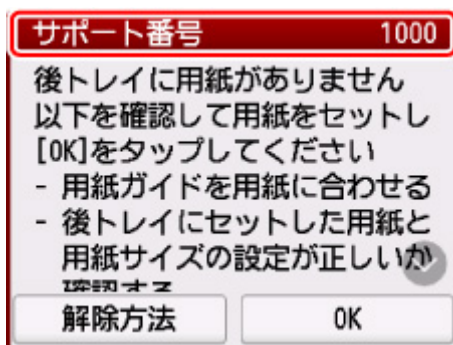 サポート番号 1000
後トレイに用紙がありません
以下を確認して用紙をセットし
[OK]をタップしてください
- 用紙ガイドを用紙に合わせる
- 後トレイにセットした用紙と
用紙サイズの設定が正しいか
確認する
解除方法 OK